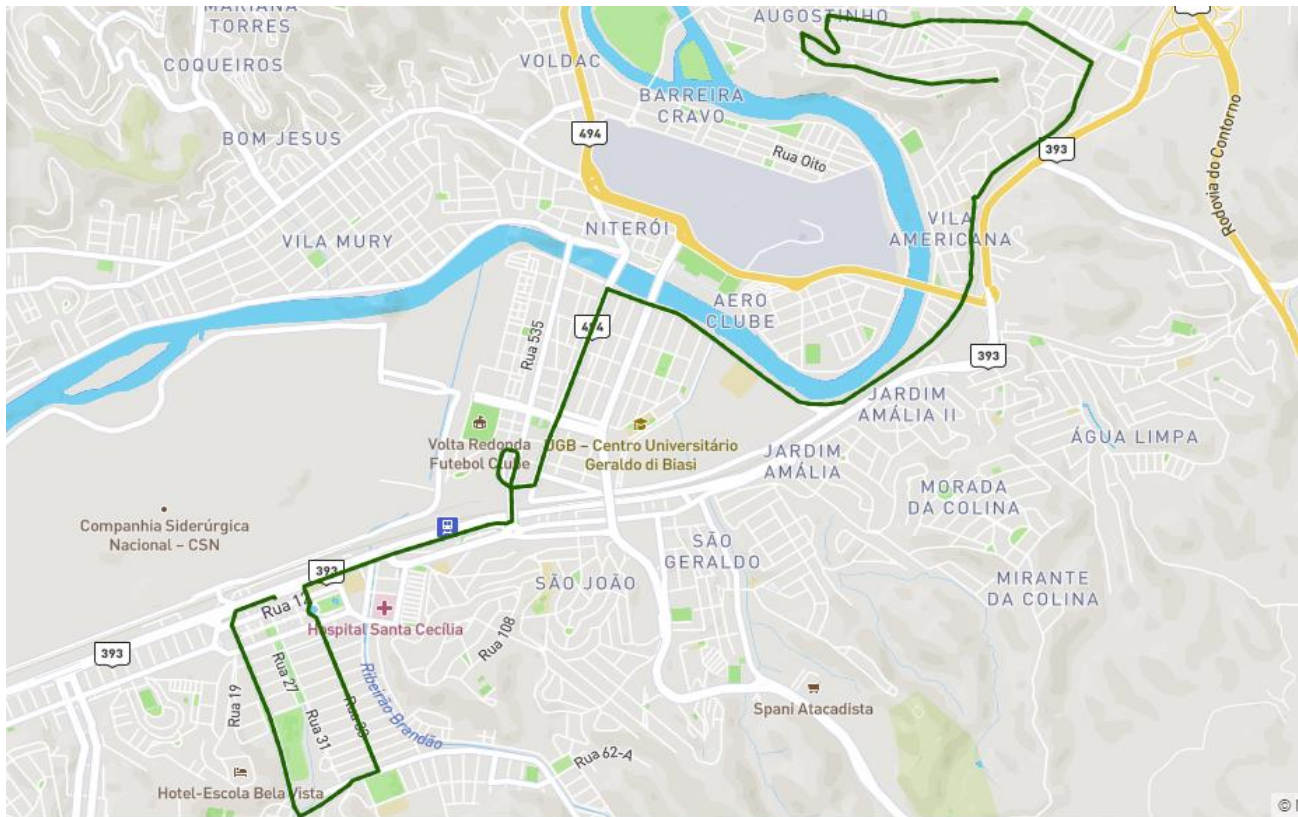 MARIANA
TORRES
AUGOSTINHO
COQUEIROS
VOLDAC
BARREIRA
CRAVO
BOM JESUS
494
Rua Oito
393
Rodovia do Contorno
VILA MURY
NITERÓI
VILA
AMERICANA
AERO
CLUBE
494
Rua 535
393
JARDIM
AMÁLIA II
ÁGUA LIMPA
Volta Redonda
Futebol Clube
UGB – Centro Universitário
Geraldo di Biasi
JARDIM
AMÁLIA
MORADA
DA COLINA
Companhia Siderúrgica
Nacional – CSN
SÃO
GERALDO
SÃO JOÃO
MIRANTE
DA COLINA
393
Rua 12
Hospital Santa Cecília
Rua 108
393
Rua 27
Rua 19
Ribeirão Brandão
Rua 31
Spani Atacadista
Rua 62-A
Hotel-Escola Bela Vista
©